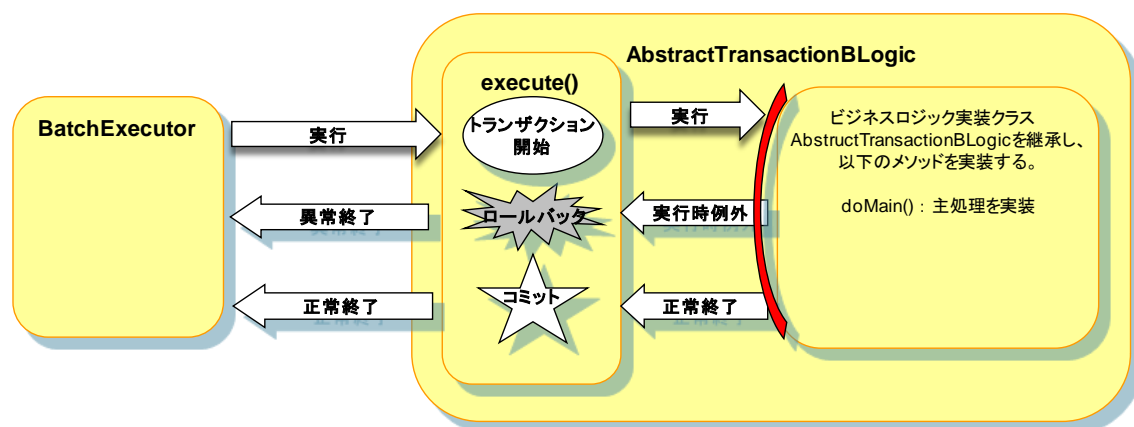 AbstractTransactionBLogic
BatchExecutor
execute()
トランザクション
開始
実行
実行
ビジネスロジック実装クラス
AbstructTransactionBLogicを継承し、
以下のメソッドを実装する。
doMain() : 主処理を実装
異常終了
ロールバック
実行時例外
正常終了
コミット
正常終了